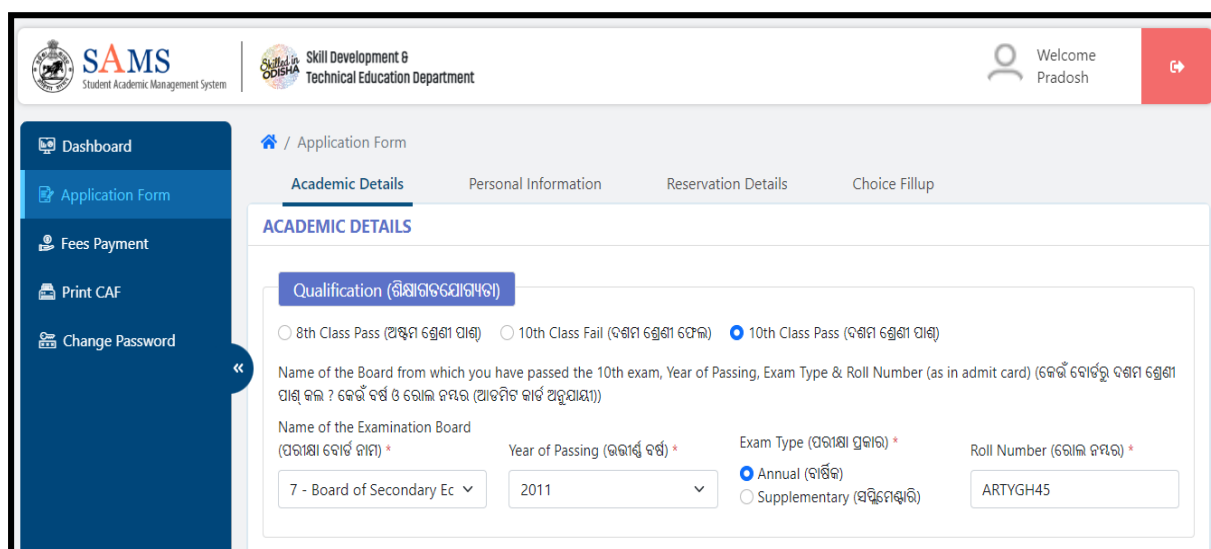 SAMS
Student Academic Management System
Skilled in ODISHA
Skill Development &
Technical Education Department
Welcome
Pradosh
Dashboard
Application Form
Fees Payment
Print CAF
Change Password
/ Application Form
Academic Details Personal Information Reservation Details Choice Fillup
ACADEMIC DETAILS
Qualification (ଶିକ୍ଷାଗତଯୋଗ୍ୟତା)
8th Class Pass (ଅଷ୍ଟମ ଶ୍ରେଣୀ ପାଶ୍) 10th Class Fail (ଦଶମ ଶ୍ରେଣୀ ଫେଲ) 10th Class Pass (ଦଶମ ଶ୍ରେଣୀ ପାଶ୍)
Name of the Board from which you have passed the 10th exam, Year of Passing, Exam Type & Roll Number (as in admit card) (କେଉଁ ବୋର୍ଡରୁ ଦଶମ ଶ୍ରେଣୀ
ପାଶ୍ କଲ ? କେଉଁ ବର୍ଷ ଓ ରୋଲ ନମ୍ବର (ଆଡମିଟ କାର୍ଡ ଅନୁଯାୟୀ))
Name of the Examination Board
(ପରୀକ୍ଷା ବୋର୍ଡ ନାମ) *
7 - Board of Secondary Ec
Year of Passing (ଉତ୍ତୀର୍ଣ୍ଣ ବର୍ଷ) *
2011
Exam Type (ପରୀକ୍ଷା ପ୍ରକାର) *
Annual (ବାର୍ଷିକ)
Supplementary (ସପ୍ଲିମେଣ୍ଟାରି)
Roll Number (ରୋଲ ନମ୍ବର) *
ARTYGH45